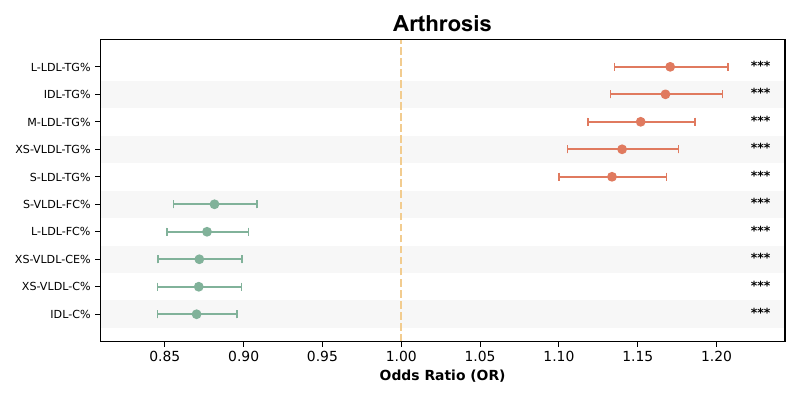 Arthrosis
L-LDL-TG% ***
IDL-TG% ***
M-LDL-TG% ***
XS-VLDL-TG% ***
S-LDL-TG% ***
S-VLDL-FC% ***
L-LDL-FC% ***
XS-VLDL-CE% ***
XS-VLDL-C% ***
IDL-C% ***
0.85 0.90 0.95 1.00 1.05 1.10 1.15 1.20
Odds Ratio (OR)